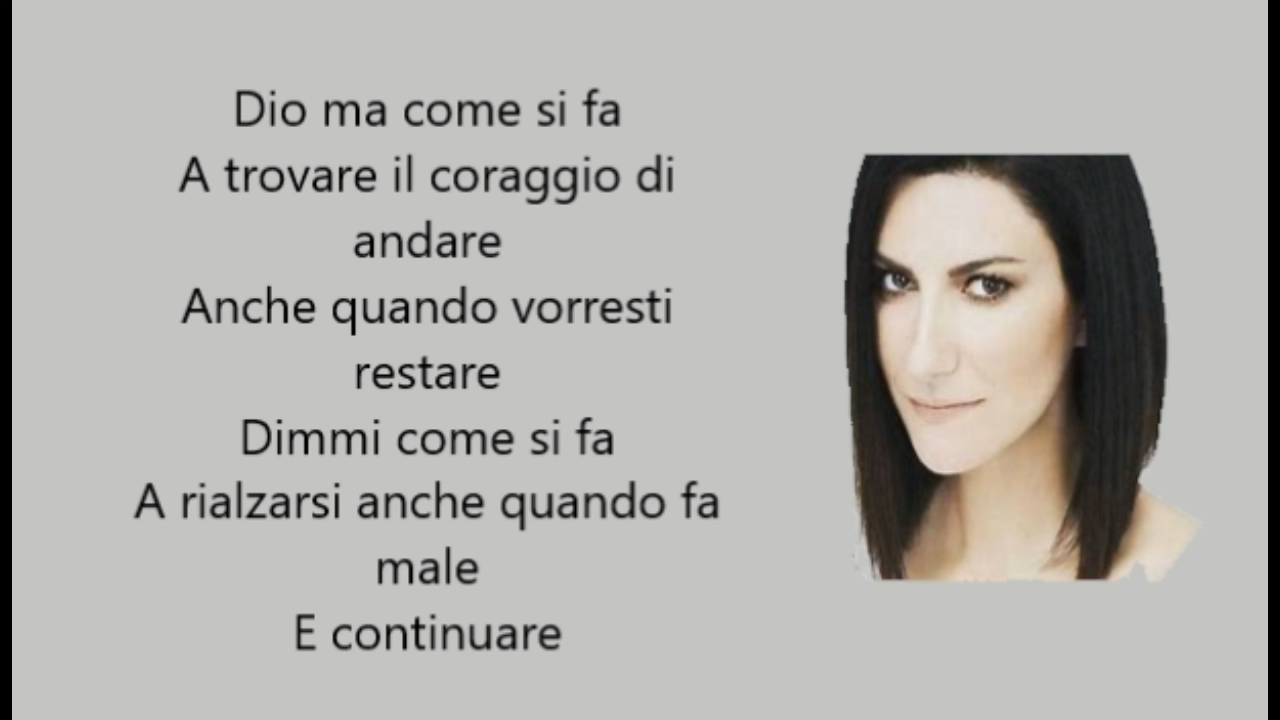 Dio ma come si fa
A trovare il coraggio di
andare
Anche quando vorresti
restare
Dimmi come si fa
A rialzarsi anche quando fa
male
E continuare